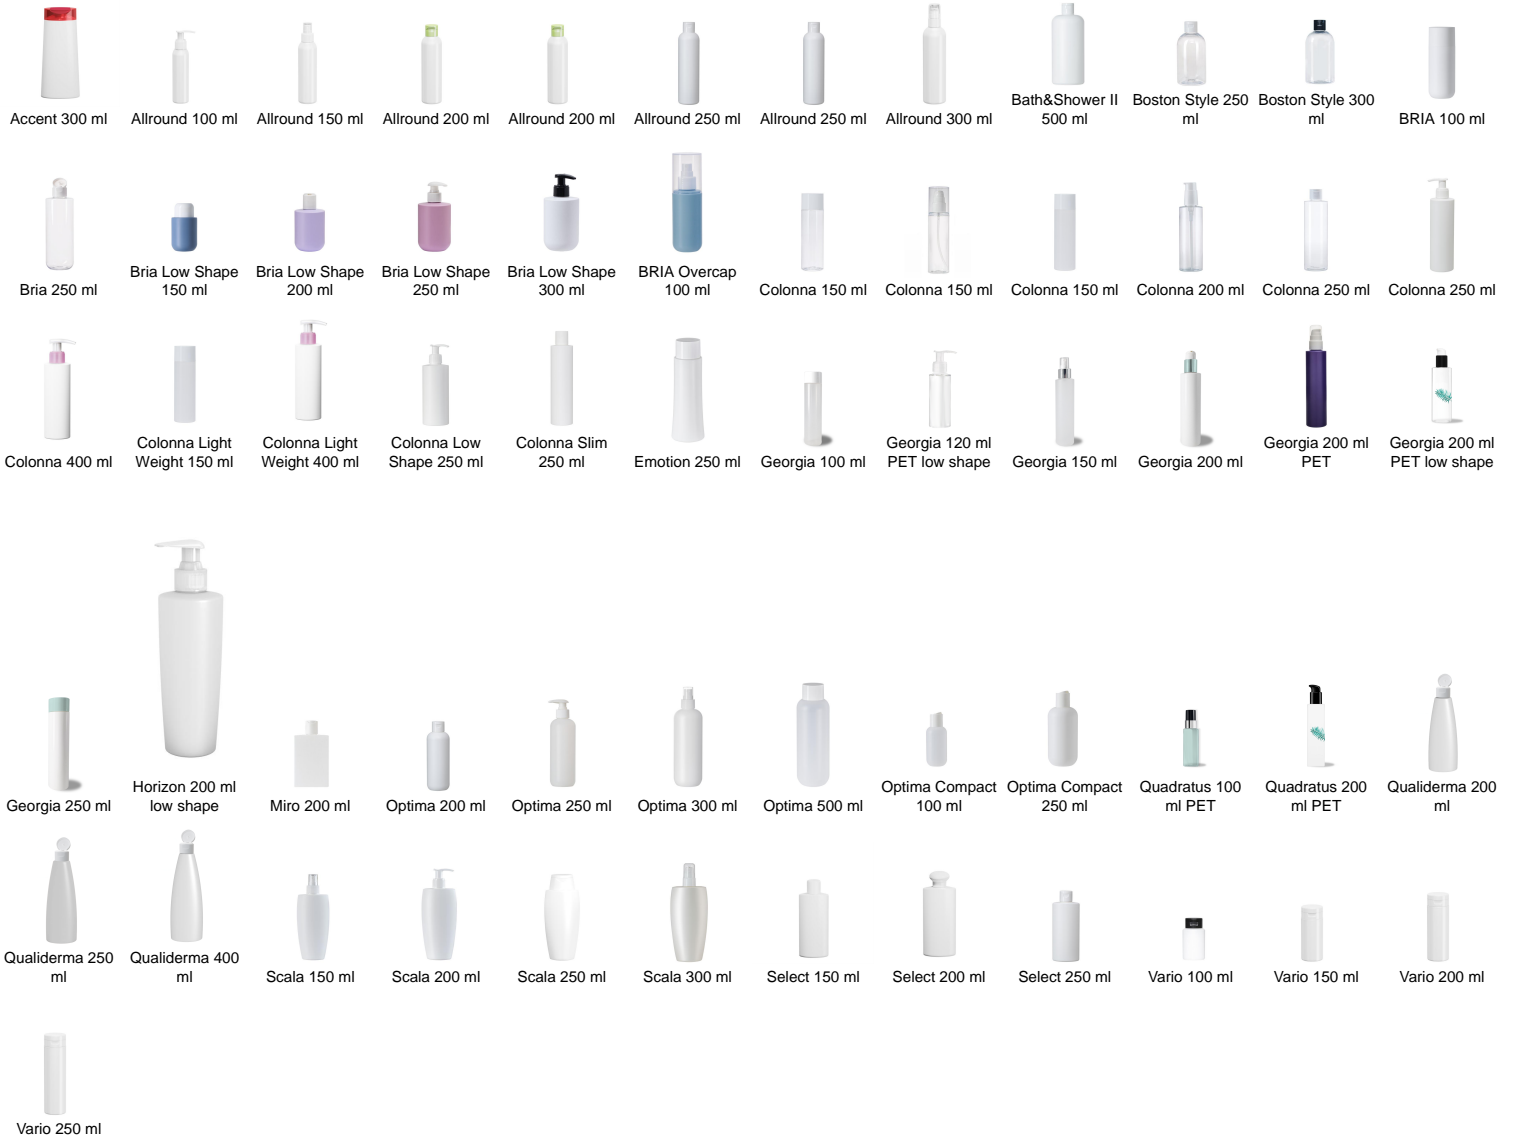 Accent 300 ml
Allround 100 ml
Allround 150 ml
Allround 200 ml
Allround 200 ml
Allround 250 ml
Allround 250 ml
Allround 300 ml
Bath&Shower II
500 ml
Boston Style 250
ml
Boston Style 300
ml
BRIA 100 ml
Bria 250 ml
Bria Low Shape
150 ml
Bria Low Shape
200 ml
Bria Low Shape
250 ml
Bria Low Shape
300 ml
BRIA Overcap
100 ml
Colonna 150 ml
Colonna 150 ml
Colonna 150 ml
Colonna 200 ml
Colonna 250 ml
Colonna 250 ml
Colonna 400 ml
Colonna Light
Weight 150 ml
Colonna Light
Weight 400 ml
Colonna Low
Shape 250 ml
Colonna Slim
250 ml
Emotion 250 ml
Georgia 100 ml
Georgia 120 ml
PET low shape
Georgia 150 ml
Georgia 200 ml
Georgia 200 ml
PET
Georgia 200 ml
PET low shape
Georgia 250 ml
Horizon 200 ml
low shape
Miro 200 ml
Optima 200 ml
Optima 250 ml
Optima 300 ml
Optima 500 ml
Optima Compact
100 ml
Optima Compact
250 ml
Quadratus 100
ml PET
Quadratus 200
ml PET
Qualiderma 200
ml
Qualiderma 250
ml
Qualiderma 400
ml
Scala 150 ml
Scala 200 ml
Scala 250 ml
Scala 300 ml
Select 150 ml
Select 200 ml
Select 250 ml
Vario 100 ml
Vario 150 ml
Vario 200 ml
Vario 250 ml